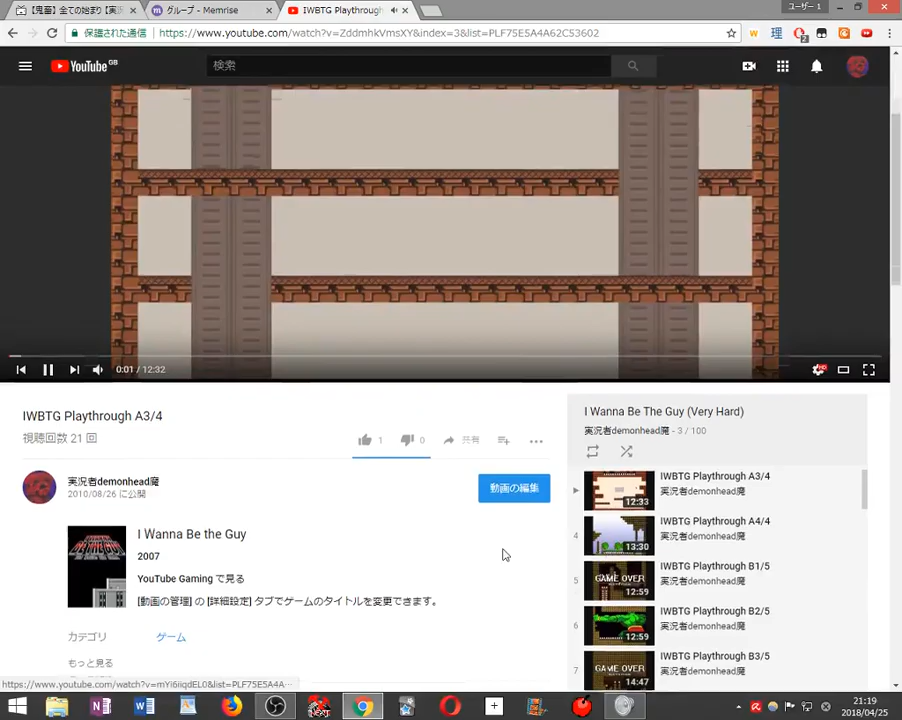 【鬼畜】全ての始まり【実況
グループ - Memrise
IWBTG Playthrough
ユーザー 1
保護された通信
https://www.youtube.com/watch?v=ZddmhkVmsXY&index=3&list=PLF75E5A4A62C53602
YouTube GB
検索
0:01 / 12:32
IWBTG Playthrough A3/4
視聴回数 21 回
1
0
共有
実況者demonhead魔
2010/08/26 に公開
動画の編集
I Wanna Be the Guy
2007
YouTube Gaming で見る
[動画の管理] の [詳細設定] タブでゲームのタイトルを変更できます。
カテゴリ
ゲーム
もっと見る
I Wanna Be The Guy (Very Hard)
実況者demonhead魔 - 3 / 100
IWBTG Playthrough A3/4
実況者demonhead魔
12:33
4
IWBTG Playthrough A4/4
実況者demonhead魔
13:30
5
GAME OVER
IWBTG Playthrough B1/5
実況者demonhead魔
12:59
6
IWBTG Playthrough B2/5
実況者demonhead魔
12:59
7
GAME OVER
IWBTG Playthrough B3/5
実況者demonhead魔
14:47
https://www.youtube.com/watch?v=mYi6iiqdEL0&list=PLF75E5A4A…
21:19
2018/04/25